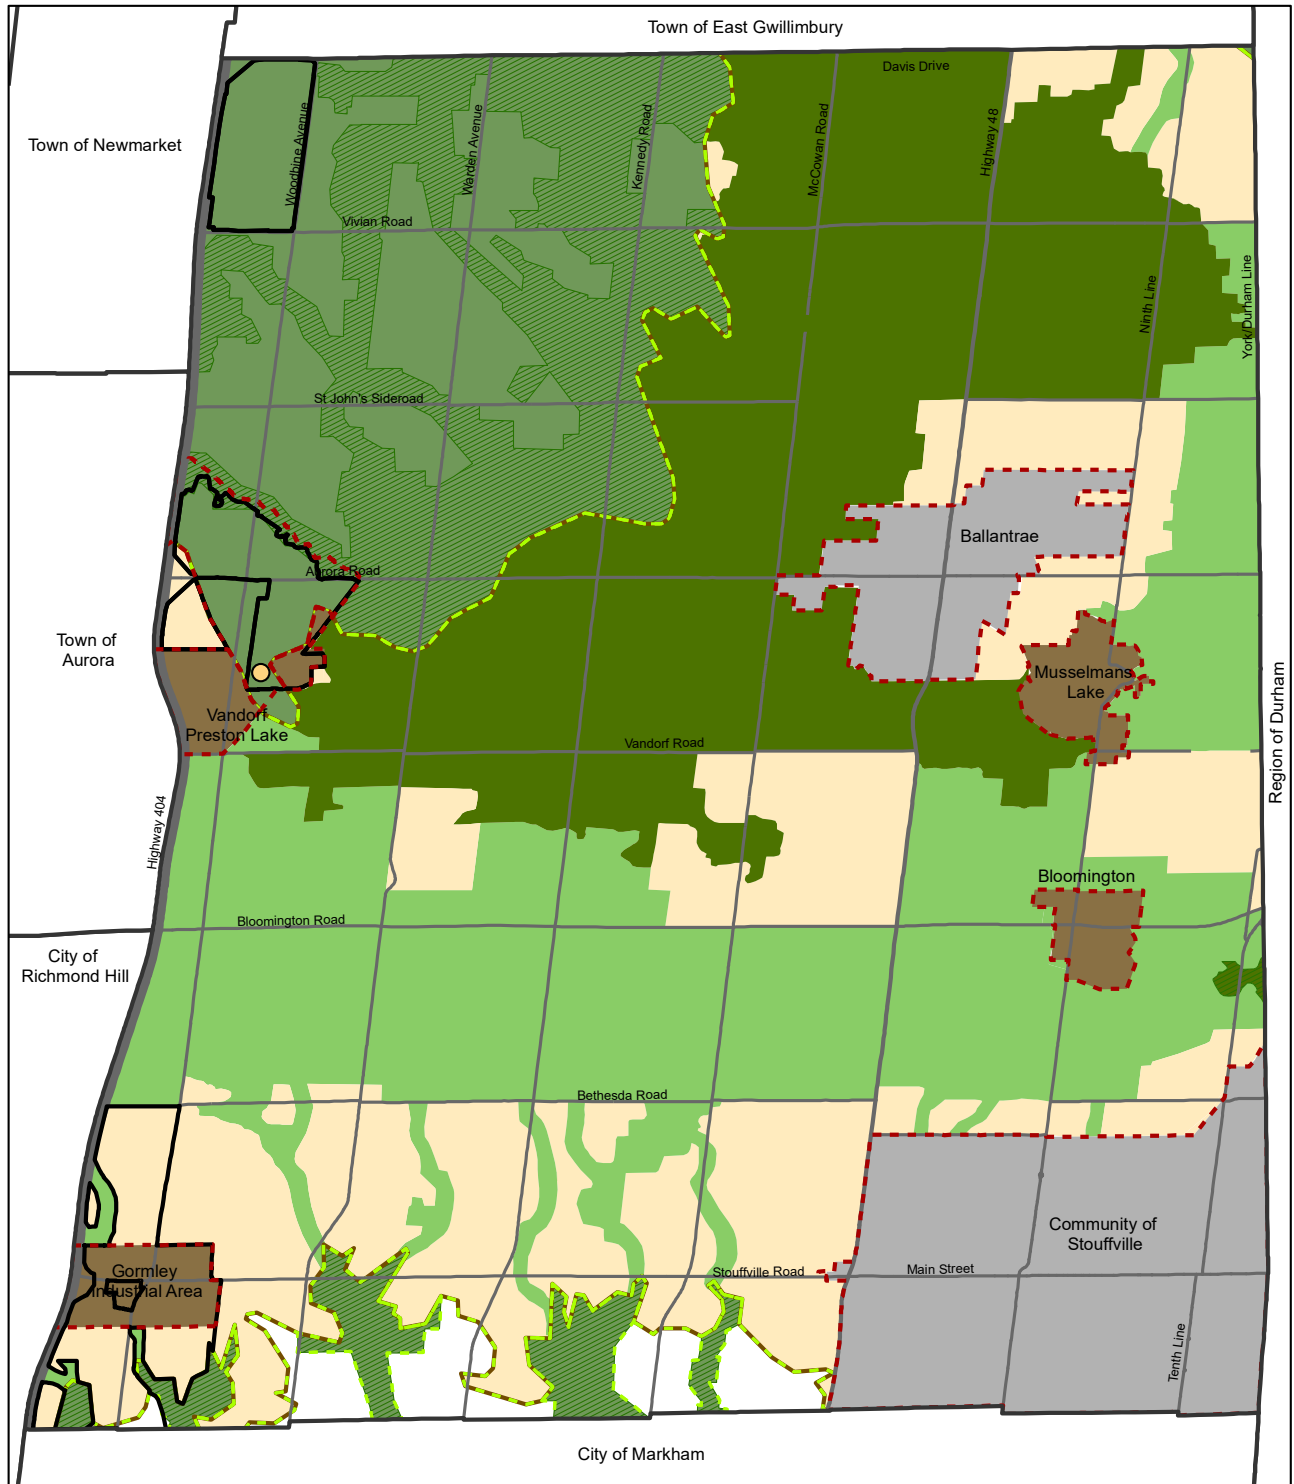 Town of East Gwillimbury
Davis Drive
Town of Newmarket
Woodbine Avenue
Warden Avenue
Kennedy Road
McCowan Road
Highway 48
Vivian Road
Ninth Line
York/Durham Line
St John's Sideroad
Ballantrae
Aurora Road
Town of
Aurora
Musselmans
Lake
Region of Durham
Vandorf
Preston Lake
Vandorf Road
Highway 404
Bloomington
Bloomington Road
City of
Richmond Hill
Bethesda Road
Community of
Stouffville
Gormley
Industrial Area
Stouffville Road
Main Street
Tenth Line
City of Markham